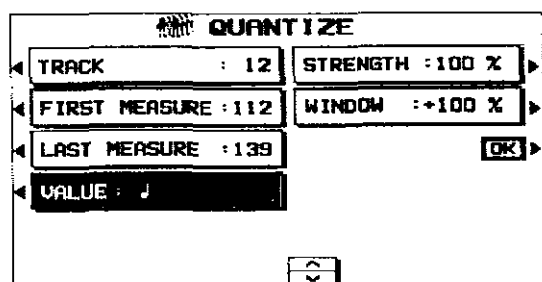 QUANTIZE
TRACK : 12
STRENGTH :100 %
FIRST MEASURE :112
WINDOW :+100 %
LAST MEASURE :139
OK
VALUE : ♩